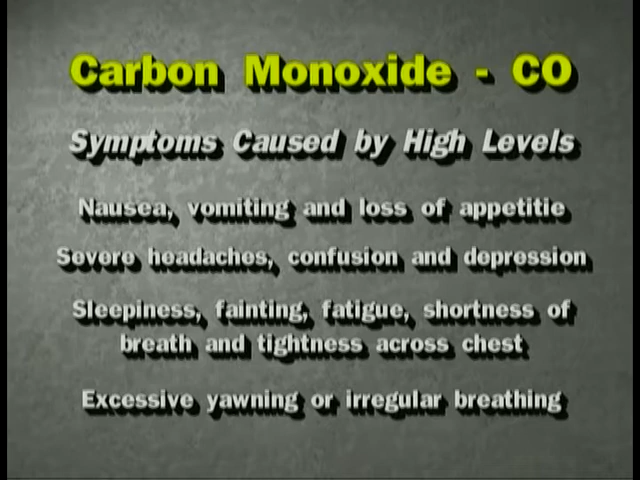 Carbon Monoxide - CO
Symptoms Caused by High Levels
Nausea, vomiting and loss of appetitie
Severe headaches, confusion and depression
Sleepiness, fainting, fatigue, shortness of
breath and tightness across chest
Excessive yawning or irregular breathing